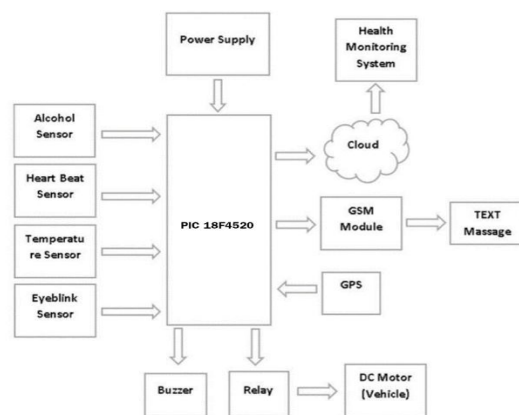 Power Supply
Health
Monitoring
System
Alcohol
Sensor
Cloud
Heart Beat
Sensor
PIC 18F4520
GSM
Module
TEXT
Massage
Temperatu
re Sensor
GPS
Eyeblink
Sensor
Buzzer
Relay
DC Motor
(Vehicle)